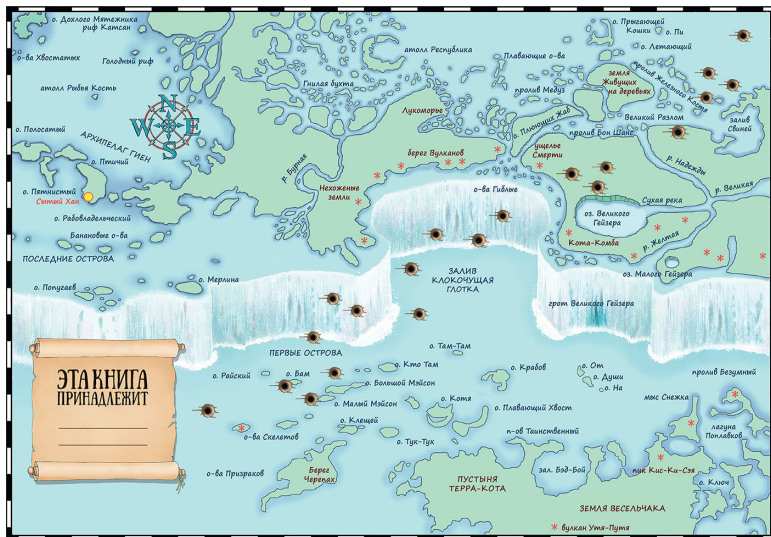 о. Дохлого Мятежника
риф Катсан
о-ва Хвостатых
Голодный риф
атолл Рыбья Кость
о. Полосатый
АРХИПЕЛАГ ГИЕН
о. Птичий
о. Пятнистый
Сытый Хам
о. Рабовладельческий
Банановые о-ва
ПОСЛЕДНИЕ ОСТРОВА
о. Попугаев
о. Мерлина
N
W E
S
атолл Республика
Гнилая бухта
Лукоморье
р. Бурная
Нехоженые
земли
берег Вулканов
Плавающие о-ва
пролив Медуз
о. Плюющих Жаб
о. Прыгающей
Кошки
о. Пи
о. Летающий
пролив Железного Когтя
земля
Живущих
на деревьях
Великий Разлом
залив
Свиней
пролив Бон Шанс
ущелье
Смерти
р. Надежды
р. Великая
о-ва Гиблые
Сухая река
оз. Великого
Гейзера
Кота-Комба
р. Желтая
оз. Малого Гейзера
ЗАЛИВ
КЛОКОЧУЩАЯ
ГЛОТКА
грот Великого Гейзера
ПЕРВЫЕ ОСТРОВА
о. Там-Там
о. Кто Там
о. Райский
о. Бам
о. Большой Мэйсон
о. Малый Мэйсон
о. Котя
о. Крабов
о. От
о. Души
о. На
пролив Безумный
мыс Снежка
о. Плавающий Хвост
о. Клещей
о. Тук-Тук
п-ов Таинственный
лагуна
Поплавков
о-ва Скелетов
о-ва Призраков
Берег
Черепах
ПУСТЫНЯ
ТЕРРА-КОТА
зал. Бэд-Бой
пик Кис-Ки-Сэя
о. Ключ
ЗЕМЛЯ ВЕСЕЛЬЧАКА
вулкан Утя-Путя
ЭТА КНИГА
ПРИНАДЛЕЖИТ